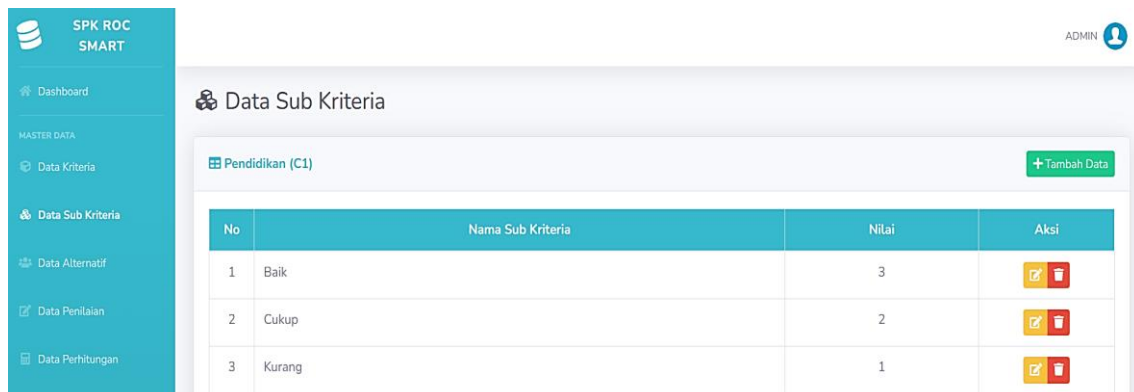 SPK ROC
SMART
ADMIN
Dashboard
Data Sub Kriteria
MASTER DATA
Data Kriteria
Data Sub Kriteria
Data Alternatif
Data Penilaian
Data Perhitungan
Pendidikan (C1)
+ Tambah Data
No Nama Sub Kriteria Nilai Aksi
1 Baik 3
2 Cukup 2
3 Kurang 1